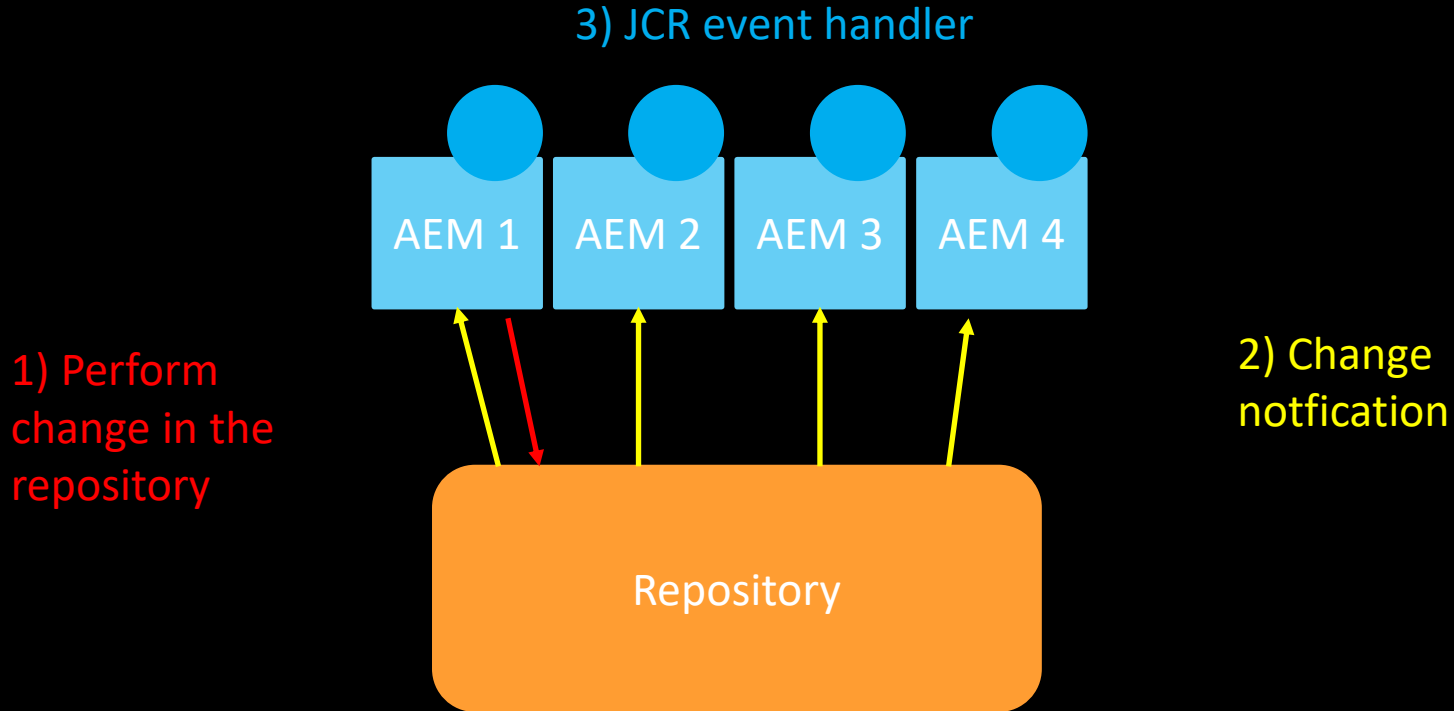 3) JCR event handler
AEM 1
AEM 2
AEM 3
AEM 4
1) Perform
change in the
repository
2) Change
notfication
Repository